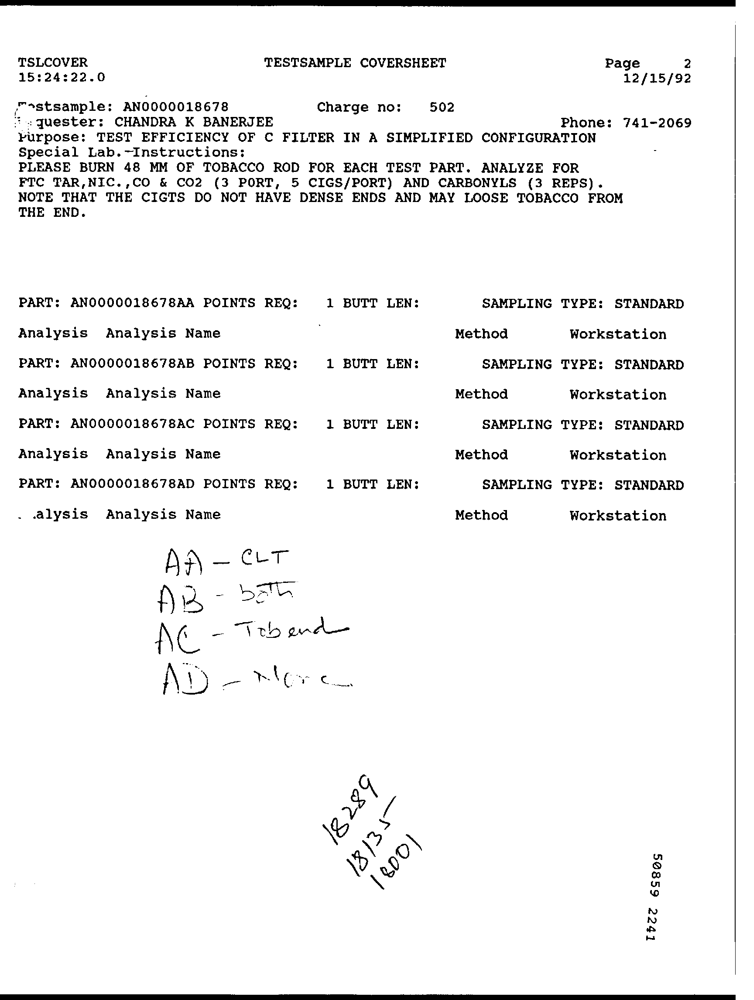 TSLCOVER TESTSAMPLE COVERSHEET Page 2
15:24:22.0 12/15/92
stsample: AN0000018678 Charge no: 502
quester: CHANDRA K BANERJEE Phone: 741-2069
Purpose: TEST EFFICIENCY OF C FILTER IN A SIMPLIFIED CONFIGURATION
Special Lab.-Instructions:
PLEASE BURN 48 MM OF TOBACCO ROD FOR EACH TEST PART. ANALYZE FOR
FTC TAR,NIC.,CO & CO2 (3 PORT, 5 CIGS/PORT) AND CARBONYLS (3 REPS).
NOTE THAT THE CIGTS DO NOT HAVE DENSE ENDS AND MAY LOOSE TOBACCO FROM
THE END.
PART: AN0000018678AA POINTS REQ: 1 BUTT LEN: SAMPLING TYPE: STANDARD
Analysis Analysis Name Method Workstation
PART: AN0000018678AB POINTS REQ: 1 BUTT LEN: SAMPLING TYPE: STANDARD
Analysis Analysis Name Method Workstation
PART: AN0000018678AC POINTS REQ: 1 BUTT LEN: SAMPLING TYPE: STANDARD
Analysis Analysis Name Method Workstation
PART: AN0000018678AD POINTS REQ: 1 BUTT LEN: SAMPLING TYPE: STANDARD
alysis Analysis Name Method Workstation
AA - CLT
AB - both
AC - Tob end
AD -
18289
18135
18001
50859 2241